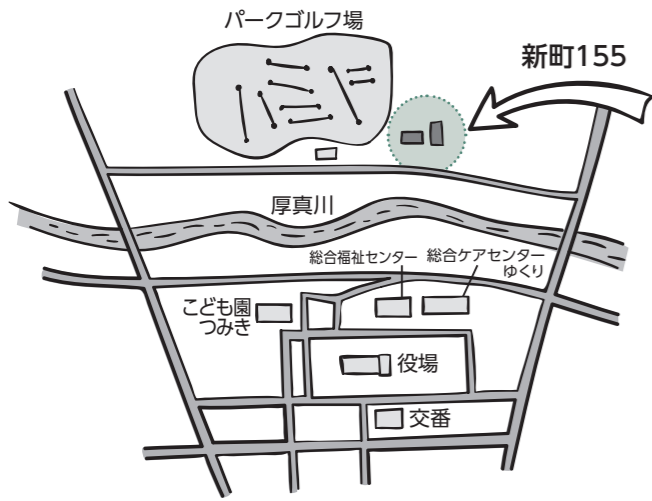 パークゴルフ場
新町155
厚真川
総合福祉センター
総合ケアセンター
ゆくり
こども園
つみき
役場
交番